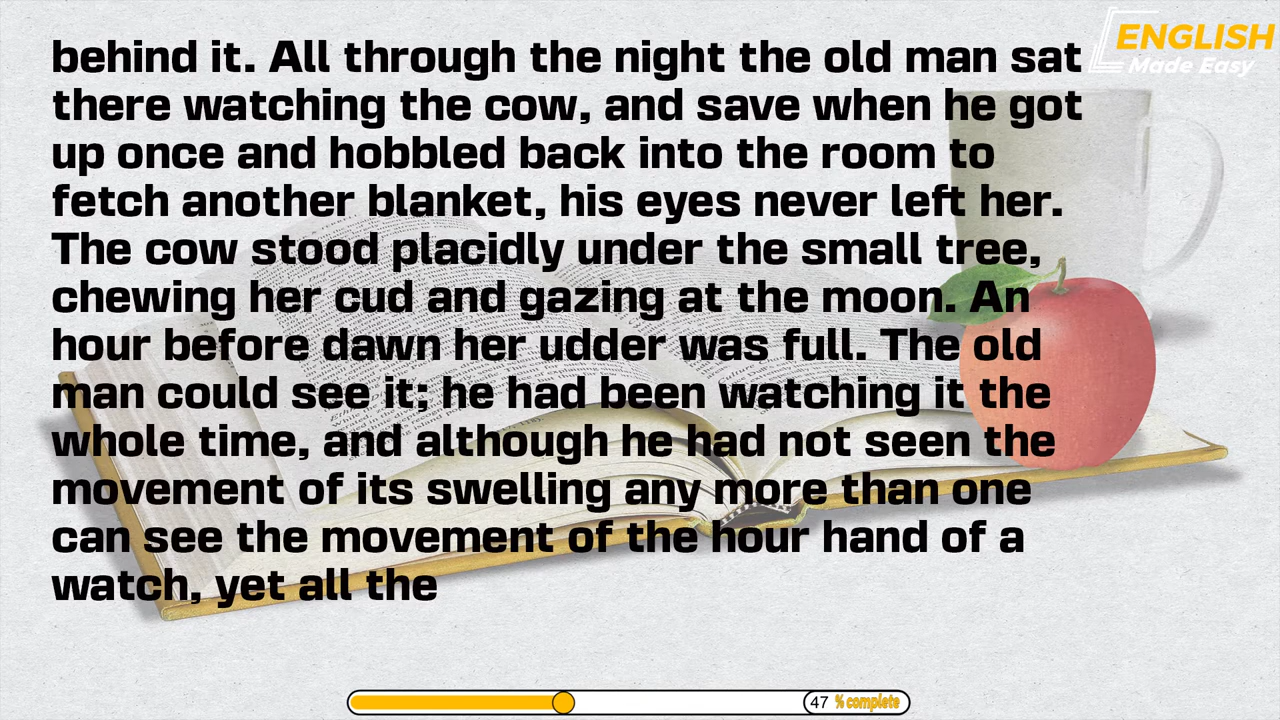 behind it. All through the night the old man sat
there watching the cow, and save when he got
up once and hobbled back into the room to
fetch another blanket, his eyes never left her.
The cow stood placidly under the small tree,
chewing her cud and gazing at the moon. An
hour before dawn her udder was full. The old
man could see it; he had been watching it the
whole time, and although he had not seen the
movement of its swelling any more than one
can see the movement of the hour hand of a
watch, yet all the
ENGLISH
Made Easy
47 % complete